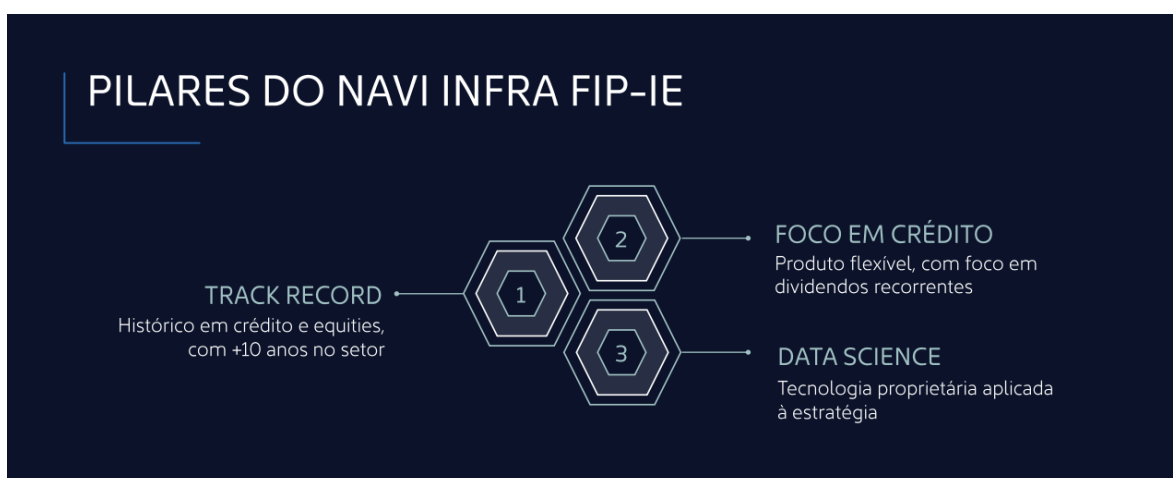 PILARES DO NAVI INFRA FIP-IE
1
TRACK RECORD
Histórico em crédito e equities,
com +10 anos no setor
2
FOCO EM CRÉDITO
Produto flexível, com foco em
dividendos recorrentes
3
DATA SCIENCE
Tecnologia proprietária aplicada
à estratégia